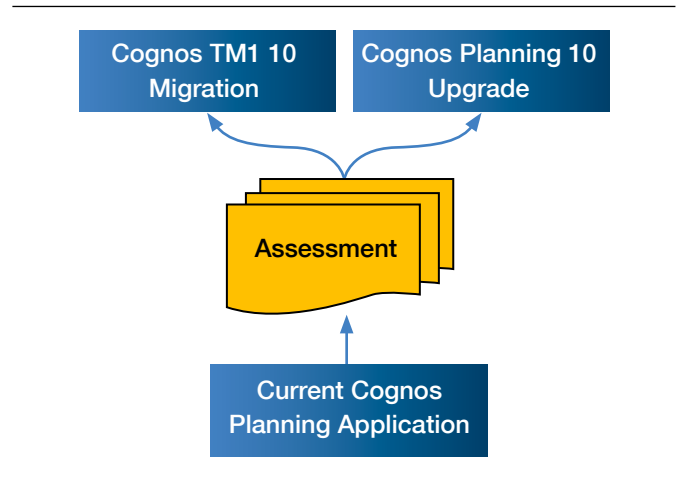 Cognos TM1 10
Migration
Cognos Planning 10
Upgrade
Assessment
Current Cognos
Planning Application